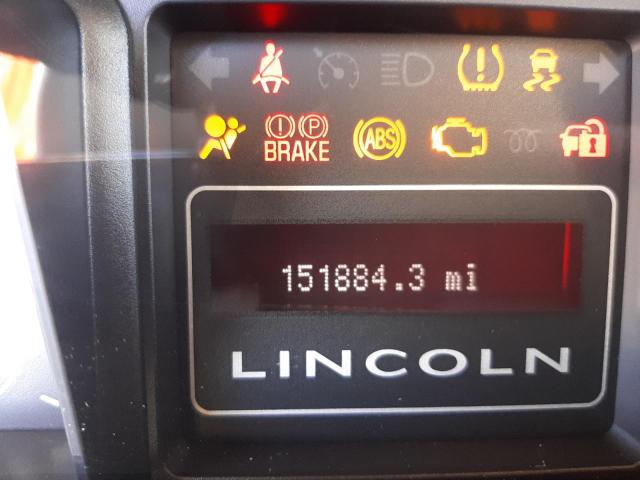 (!) (P)
BRAKE
ABS
151884.3 mi
LINCOLN